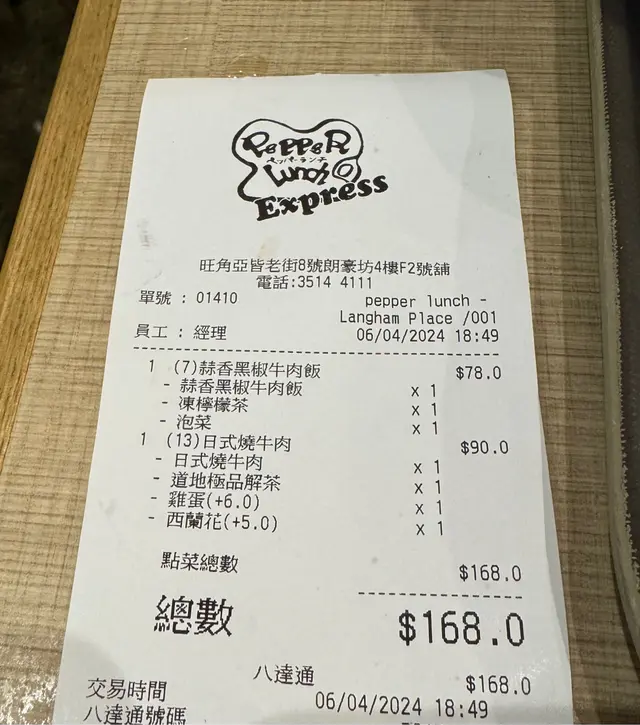 PePPeR
ペッパーランチ
Lunch
Express
旺角亞皆老街8號朗豪坊4樓F2號舖
電話:3514 4111
單號 : 01410 pepper lunch -
Langham Place /001
員工 : 經理 06/04/2024 18:49
1 (7)蒜香黑椒牛肉飯 $78.0
- 蒜香黑椒牛肉飯 x 1
- 凍檸檬茶 x 1
- 泡菜 x 1
1 (13)日式燒牛肉 $90.0
- 日式燒牛肉 x 1
- 道地極品解茶 x 1
- 雞蛋(+6.0) x 1
- 西蘭花(+5.0) x 1
點菜總數 $168.0
總數 $168.0
八達通 $168.0
交易時間 06/04/2024 18:49
八達通號碼